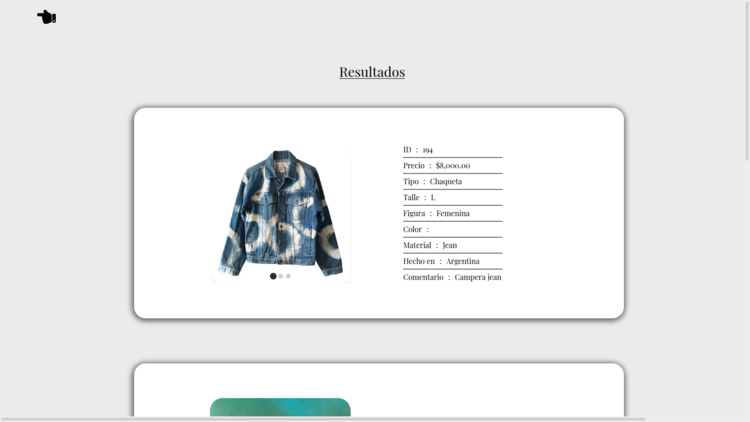 Resultados
ID : 194
Precio : $8,000.00
Tipo : Chaqueta
Talle : L
Figura : Femenina
Color :
Material : Jean
Hecho en : Argentina
Comentario : Campera jean